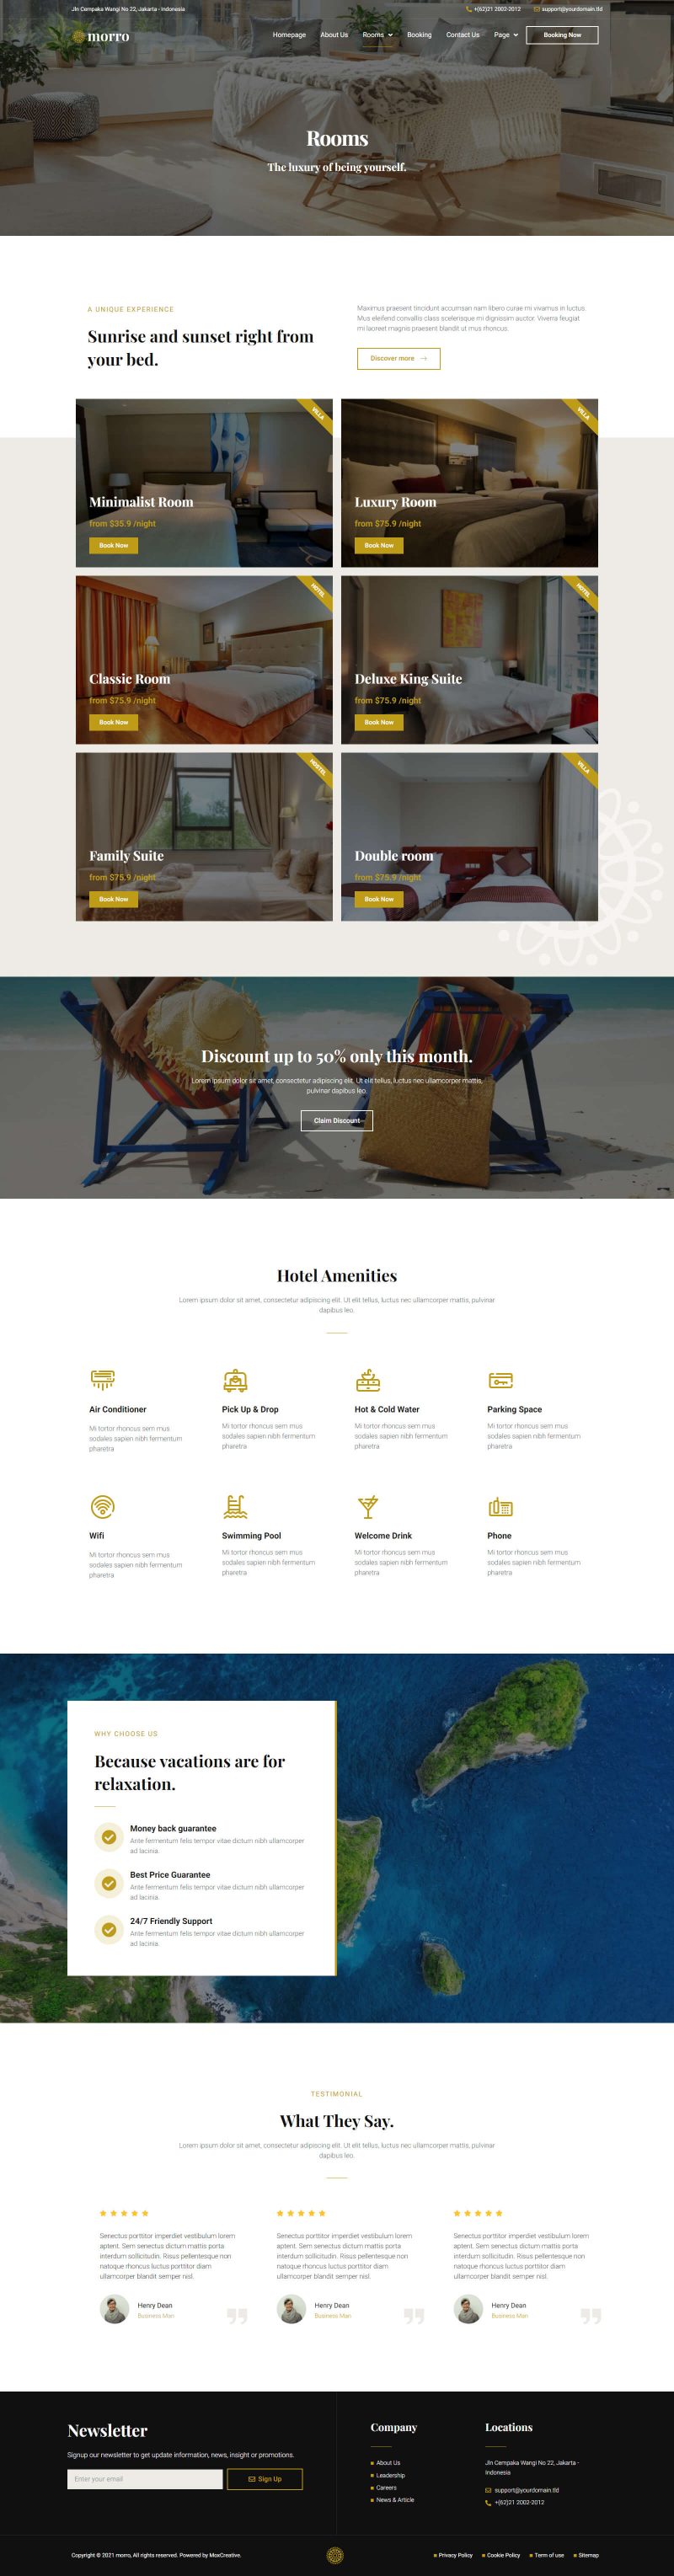 Jln Cempaka Wangi No 22, Jakarta - Indonesia
+(62)21 2002-2012
support@yourdomain.tld
morro
Homepage
About Us
Rooms
Booking
Contact Us
Page
Booking Now
Rooms
The luxury of being yourself.
A UNIQUE EXPERIENCE
Sunrise and sunset right from
your bed.
Maximus praesent tincidunt accumsan nam libero curae mi vivamus in luctus.
Mus eleifend convallis class scelerisque mi dignissim auctor. Viverra feugiat
mi laoreet magnis praesent blandit ut mus rhoncus.
Discover more
VILLA
Minimalist Room
from $35.9 /night
Book Now
VILLA
Luxury Room
from $75.9 /night
Book Now
HOTEL
Classic Room
from $75.9 /night
Book Now
HOTEL
Deluxe King Suite
from $75.9 /night
Book Now
HOSTEL
Family Suite
from $75.9 /night
Book Now
VILLA
Double room
from $75.9 /night
Book Now
Discount up to 50% only this month.
Lorem ipsum dolor sit amet, consectetur adipiscing elit. Ut elit tellus, luctus nec ullamcorper mattis,
pulvinar dapibus leo.
Claim Discount
Hotel Amenities
Lorem ipsum dolor sit amet, consectetur adipiscing elit. Ut elit tellus, luctus nec ullamcorper mattis, pulvinar
dapibus leo.
Air Conditioner
Mi tortor rhoncus sem mus
sodales sapien nibh fermentum
pharetra
Pick Up & Drop
Mi tortor rhoncus sem mus
sodales sapien nibh fermentum
pharetra
Hot & Cold Water
Mi tortor rhoncus sem mus
sodales sapien nibh fermentum
pharetra
Parking Space
Mi tortor rhoncus sem mus
sodales sapien nibh fermentum
pharetra
Wifi
Mi tortor rhoncus sem mus
sodales sapien nibh fermentum
pharetra
Swimming Pool
Mi tortor rhoncus sem mus
sodales sapien nibh fermentum
pharetra
Welcome Drink
Mi tortor rhoncus sem mus
sodales sapien nibh fermentum
pharetra
Phone
Mi tortor rhoncus sem mus
sodales sapien nibh fermentum
pharetra
WHY CHOOSE US
Because vacations are for
relaxation.
Money back guarantee
Ante fermentum felis tempor vitae dictum nibh ullamcorper
ad lacinia.
Best Price Guarantee
Ante fermentum felis tempor vitae dictum nibh ullamcorper
ad lacinia.
24/7 Friendly Support
Ante fermentum felis tempor vitae dictum nibh ullamcorper
ad lacinia.
TESTIMONIAL
What They Say.
Lorem ipsum dolor sit amet, consectetur adipiscing elit. Ut elit tellus, luctus nec ullamcorper mattis, pulvinar
dapibus leo.
Senectus porttitor imperdiet vestibulum lorem
aptent. Sem senectus dictum mattis porta
interdum sollicitudin. Risus pellentesque non
natoque rhoncus luctus porttitor diam
ullamcorper blandit semper nisl.
Henry Dean
Business Man
Senectus porttitor imperdiet vestibulum lorem
aptent. Sem senectus dictum mattis porta
interdum sollicitudin. Risus pellentesque non
natoque rhoncus luctus porttitor diam
ullamcorper blandit semper nisl.
Henry Dean
Business Man
Senectus porttitor imperdiet vestibulum lorem
aptent. Sem senectus dictum mattis porta
interdum sollicitudin. Risus pellentesque non
natoque rhoncus luctus porttitor diam
ullamcorper blandit semper nisl.
Henry Dean
Business Man
Newsletter
Signup our newsletter to get update information, news, insight or promotions.
Enter your email
Sign Up
Company
About Us
Leadership
Careers
News & Article
Locations
Jln Cempaka Wangi No 22, Jakarta -
Indonesia
support@yourdomain.tld
+(62)21 2002-2012
Copyright © 2021 morro, All rights reserved. Powered by MoxCreative.
Privacy Policy
Cookie Policy
Term of use
Sitemap